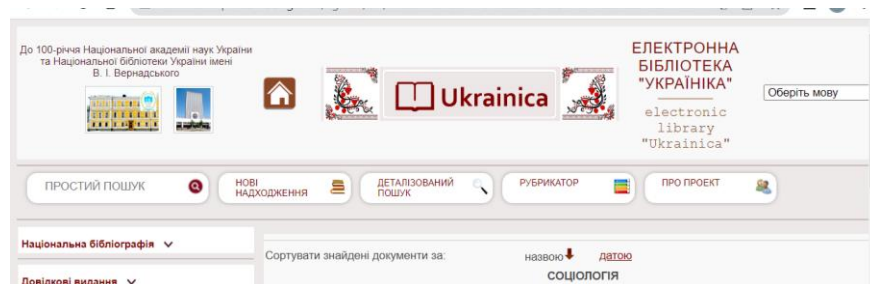 До 100-річчя Національної академії наук України
та Національної бібліотеки України імені
В. І. Вернадського
Ukrainica
ЕЛЕКТРОННА
БІБЛІОТЕКА
"УКРАЇНІКА"
electronic
library
"Ukrainica"
Оберіть мову
ПРОСТИЙ ПОШУК
НОВІ
НАДХОДЖЕННЯ
ДЕТАЛІЗОВАНИЙ
ПОШУК
РУБРИКАТОР
ПРО ПРОЕКТ
Національна бібліографія
Довідкові видання
Сортувати знайдені документи за: назвою датою
СОЦІОЛОГІЯ